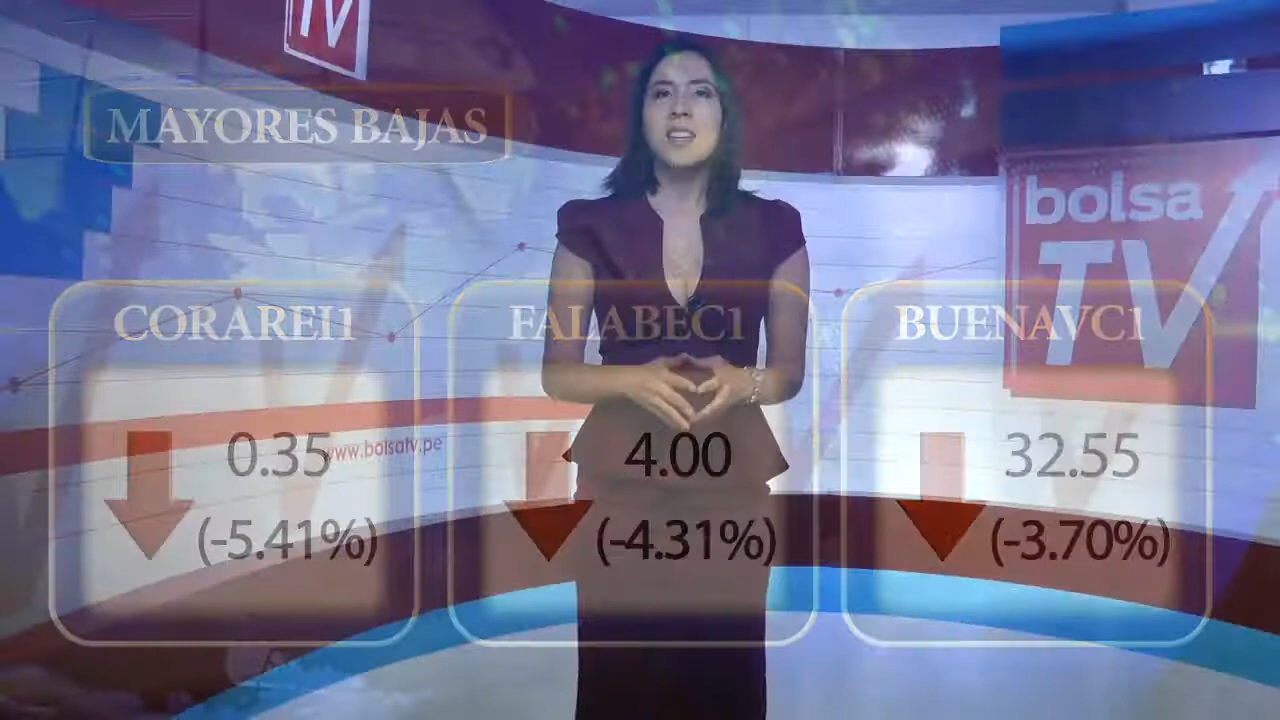 TV
MAYORES BAJAS
bolsa
TV
CORAREI1
FALABEC1
BUENAVC1
0.35
4.00
32.55
www.bolsatv.pe
(-5.41%)
(-4.31%)
(-3.70%)